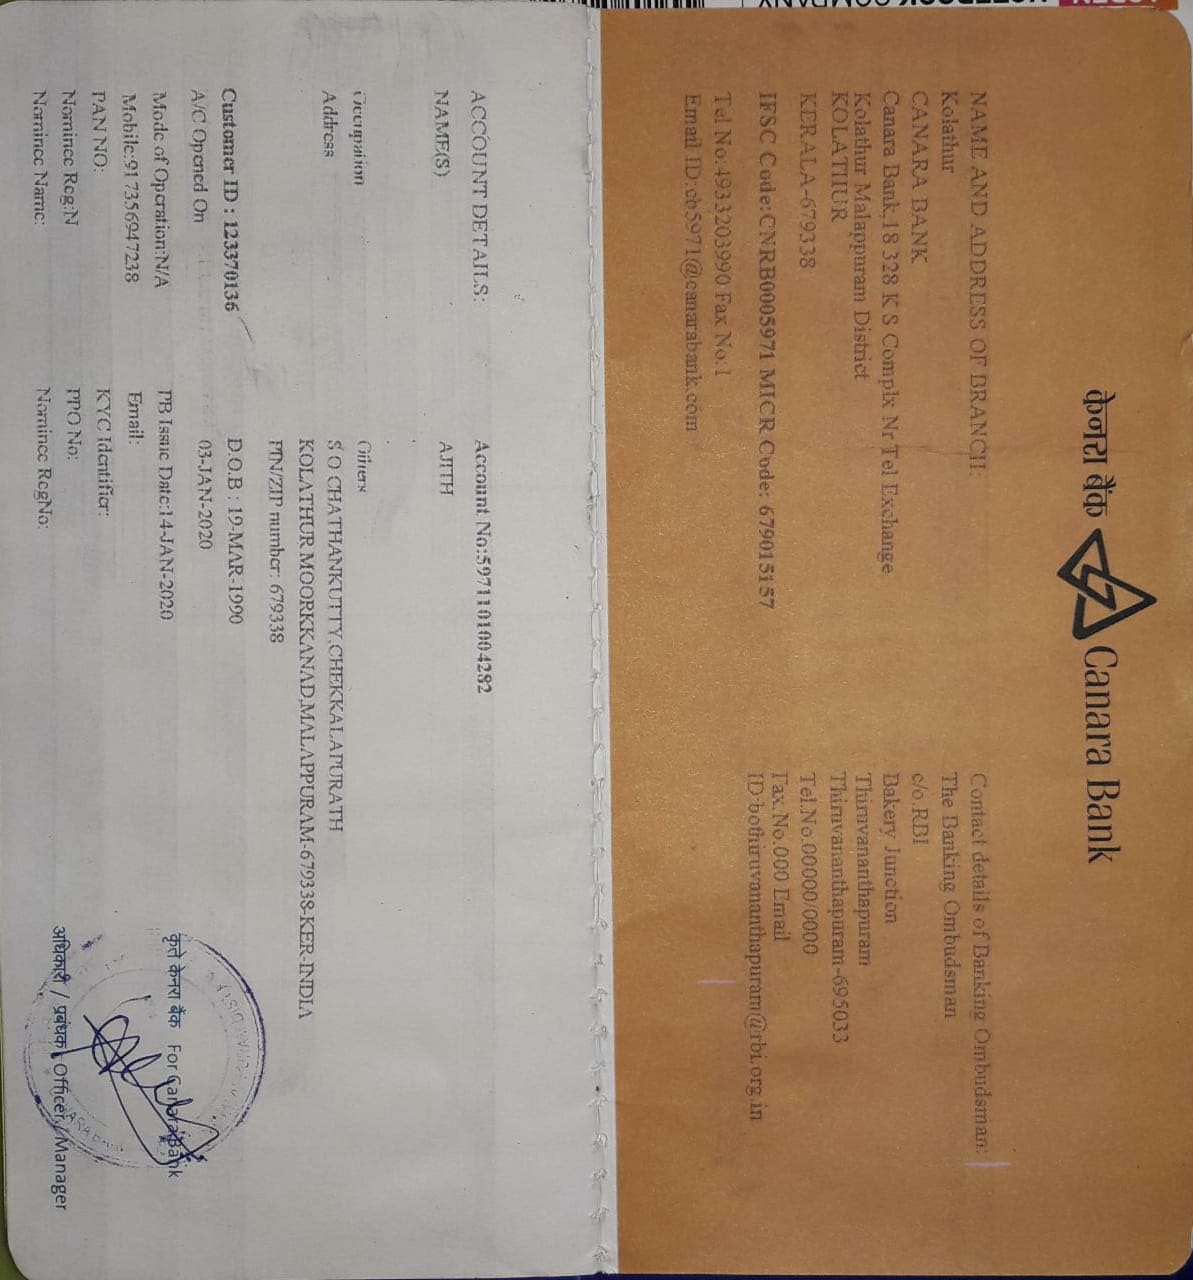 केनरा बैंक Canara Bank
NAME AND ADDRESS OF BRANCH:
Kolathur
CANARA BANK
Canara Bank,18 328 K S Complx Nr Tel Exchange
Kolathur Malappuram District
KOLATHUR
KERALA-679338
IFSC Code:CNRB0005971 MICR Code: 679015157
Tel No:4933203990 Fax No.1
Email ID:cb5971@canarabank.com
Contact details of Banking Ombudsman:
The Banking Ombudsman
c/o.RBI
Bakery Junction
Thiruvananthapuram
Thiruvananthapuram-695033
Tel.No.00000/0000
Fax.No.000 Email
ID:bothiruvananthapuram@rbi.org.in
ACCOUNT DETAILS: Account No:5971101004282
NAME(S) AJITH
Occupation Others
Address S O CHATHANKUTTY,CHEKKALAPURATH
KOLATHUR MOORKKANAD,MALAPPURAM-679338-KER-INDIA
PIN/ZIP number: 679338
Customer ID : 123370136 D.O.B : 19-MAR-1990
A/C Opened On 03-JAN-2020
Mode of Operation:N/A PB Issue Date:14-JAN-2020
Mobile:917356947238 Email:
PAN NO: KYC Identifier:
Nominee Reg:N PPO No:
Nominee Name: Nominee RegNo:
कृते केनरा बैंक For Canara Bank
अधिकारी / प्रबंधक Officer / Manager